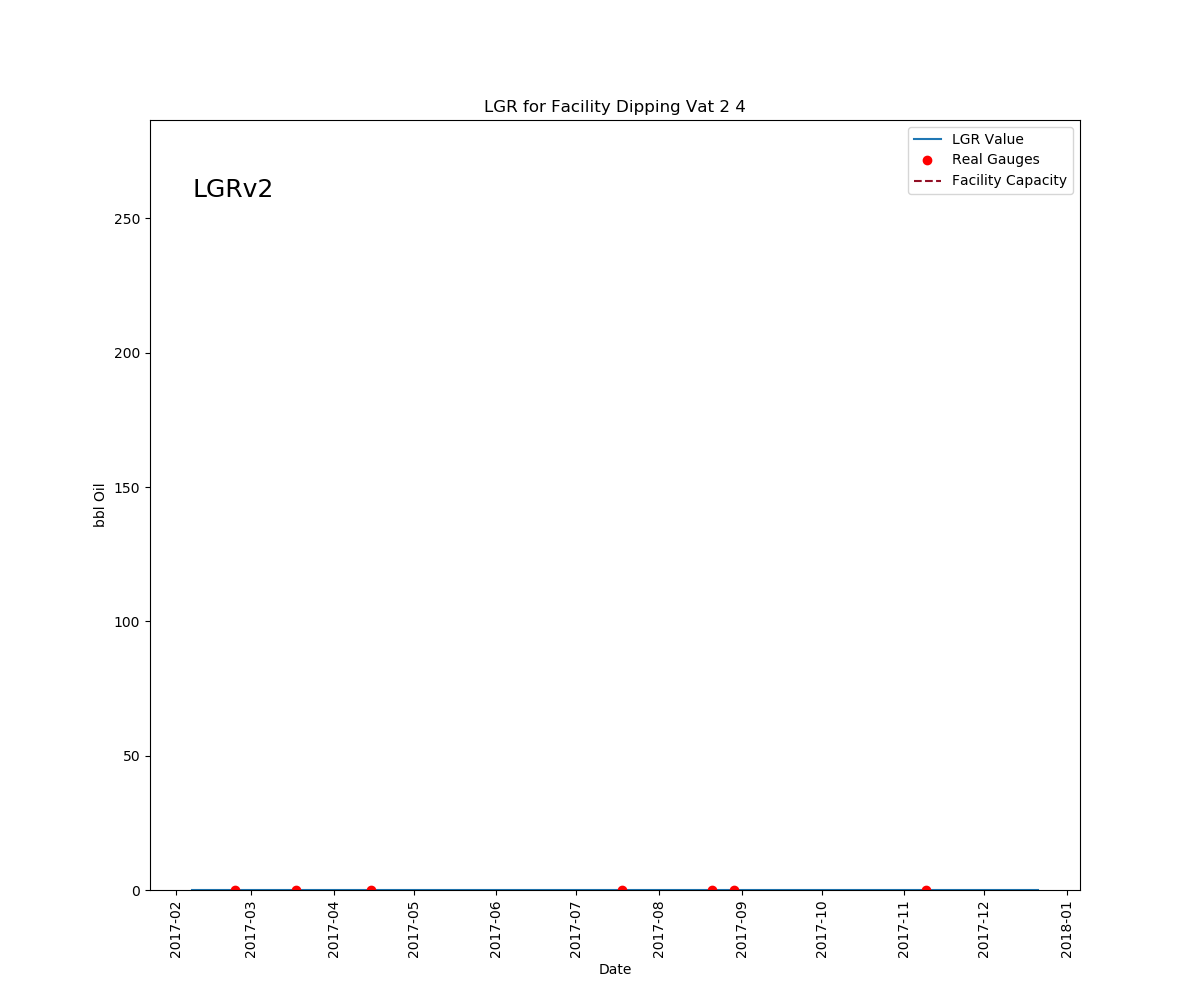 LGR for Facility Dipping Vat 2 4
LGR Value
Real Gauges
Facility Capacity
LGRv2
250
200
150
100
50
0
bbl Oil
2017-02
2017-03
2017-04
2017-05
2017-06
2017-07
2017-08
2017-09
2017-10
2017-11
2017-12
2018-01
Date